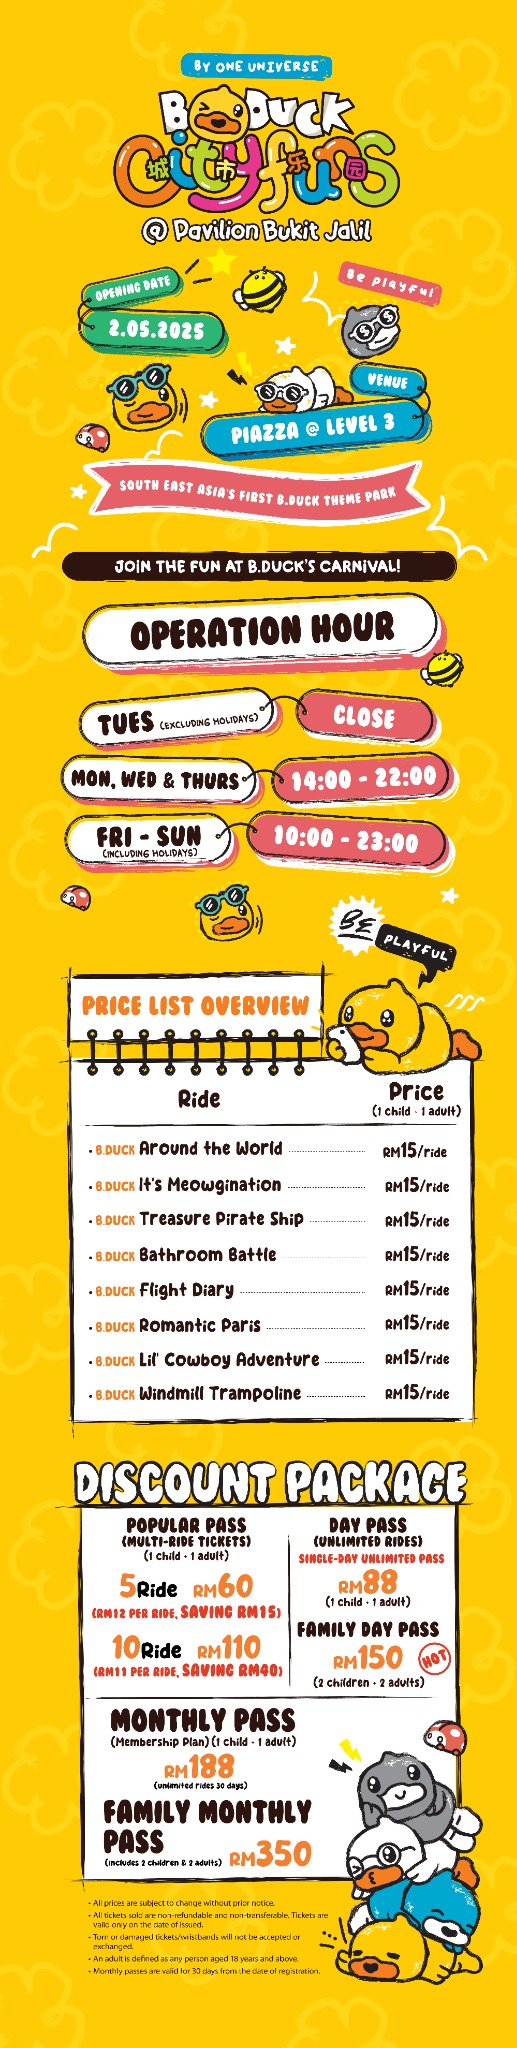 BY ONE UNIVERSE
B.DUCK
Cityfuns
城市乐园
@ Pavilion Bukit Jalil
OPENING DATE
2.05.2025
Be playful
VENUE
PIAZZA @ LEVEL 3
SOUTH EAST ASIA'S FIRST B.DUCK THEME PARK
JOIN THE FUN AT B.DUCK'S CARNIVAL!
OPERATION HOUR
TUES (EXCLUDING HOLIDAYS) CLOSE
MON, WED & THURS 14:00 - 22:00
FRI - SUN 10:00 - 23:00
(INCLUDING HOLIDAYS)
BE
PLAYFUL
PRICE LIST OVERVIEW
Ride Price
(1 child + 1 adult)
• B.DUCK Around the World RM15/ride
• B.DUCK It's Meowgination RM15/ride
• B.DUCK Treasure Pirate Ship RM15/ride
• B.DUCK Bathroom Battle RM15/ride
• B.DUCK Flight Diary RM15/ride
• B.DUCK Romantic Paris RM15/ride
• B.DUCK Lil' Cowboy Adventure RM15/ride
• B.DUCK Windmill Trampoline RM15/ride
DISCOUNT PACKAGE
POPULAR PASS
(MULTI-RIDE TICKETS)
(1 child + 1 adult)
5Ride RM60
(RM12 PER RIDE, SAVING RM15)
10Ride RM110
(RM11 PER RIDE, SAVING RM40)
DAY PASS
(UNLIMITED RIDES)
SINGLE-DAY UNLIMITED PASS
RM88
(1 child + 1 adult)
FAMILY DAY PASS
RM150 HOT
(2 children + 2 adults)
MONTHLY PASS
(Membership Plan) (1 child + 1 adult)
RM188
(unlimited rides 30 days)
FAMILY MONTHLY
PASS
(includes 2 children & 2 adults) RM350
• All prices are subject to change without prior notice.
• All tickets sold are non-refundable and non-transferable. Tickets are
valid only on the date of issued.
• Torn or damaged tickets/wristbands will not be accepted or
exchanged.
• An adult is defined as any person aged 18 years and above.
• Monthly passes are valid for 30 days from the date of registration.